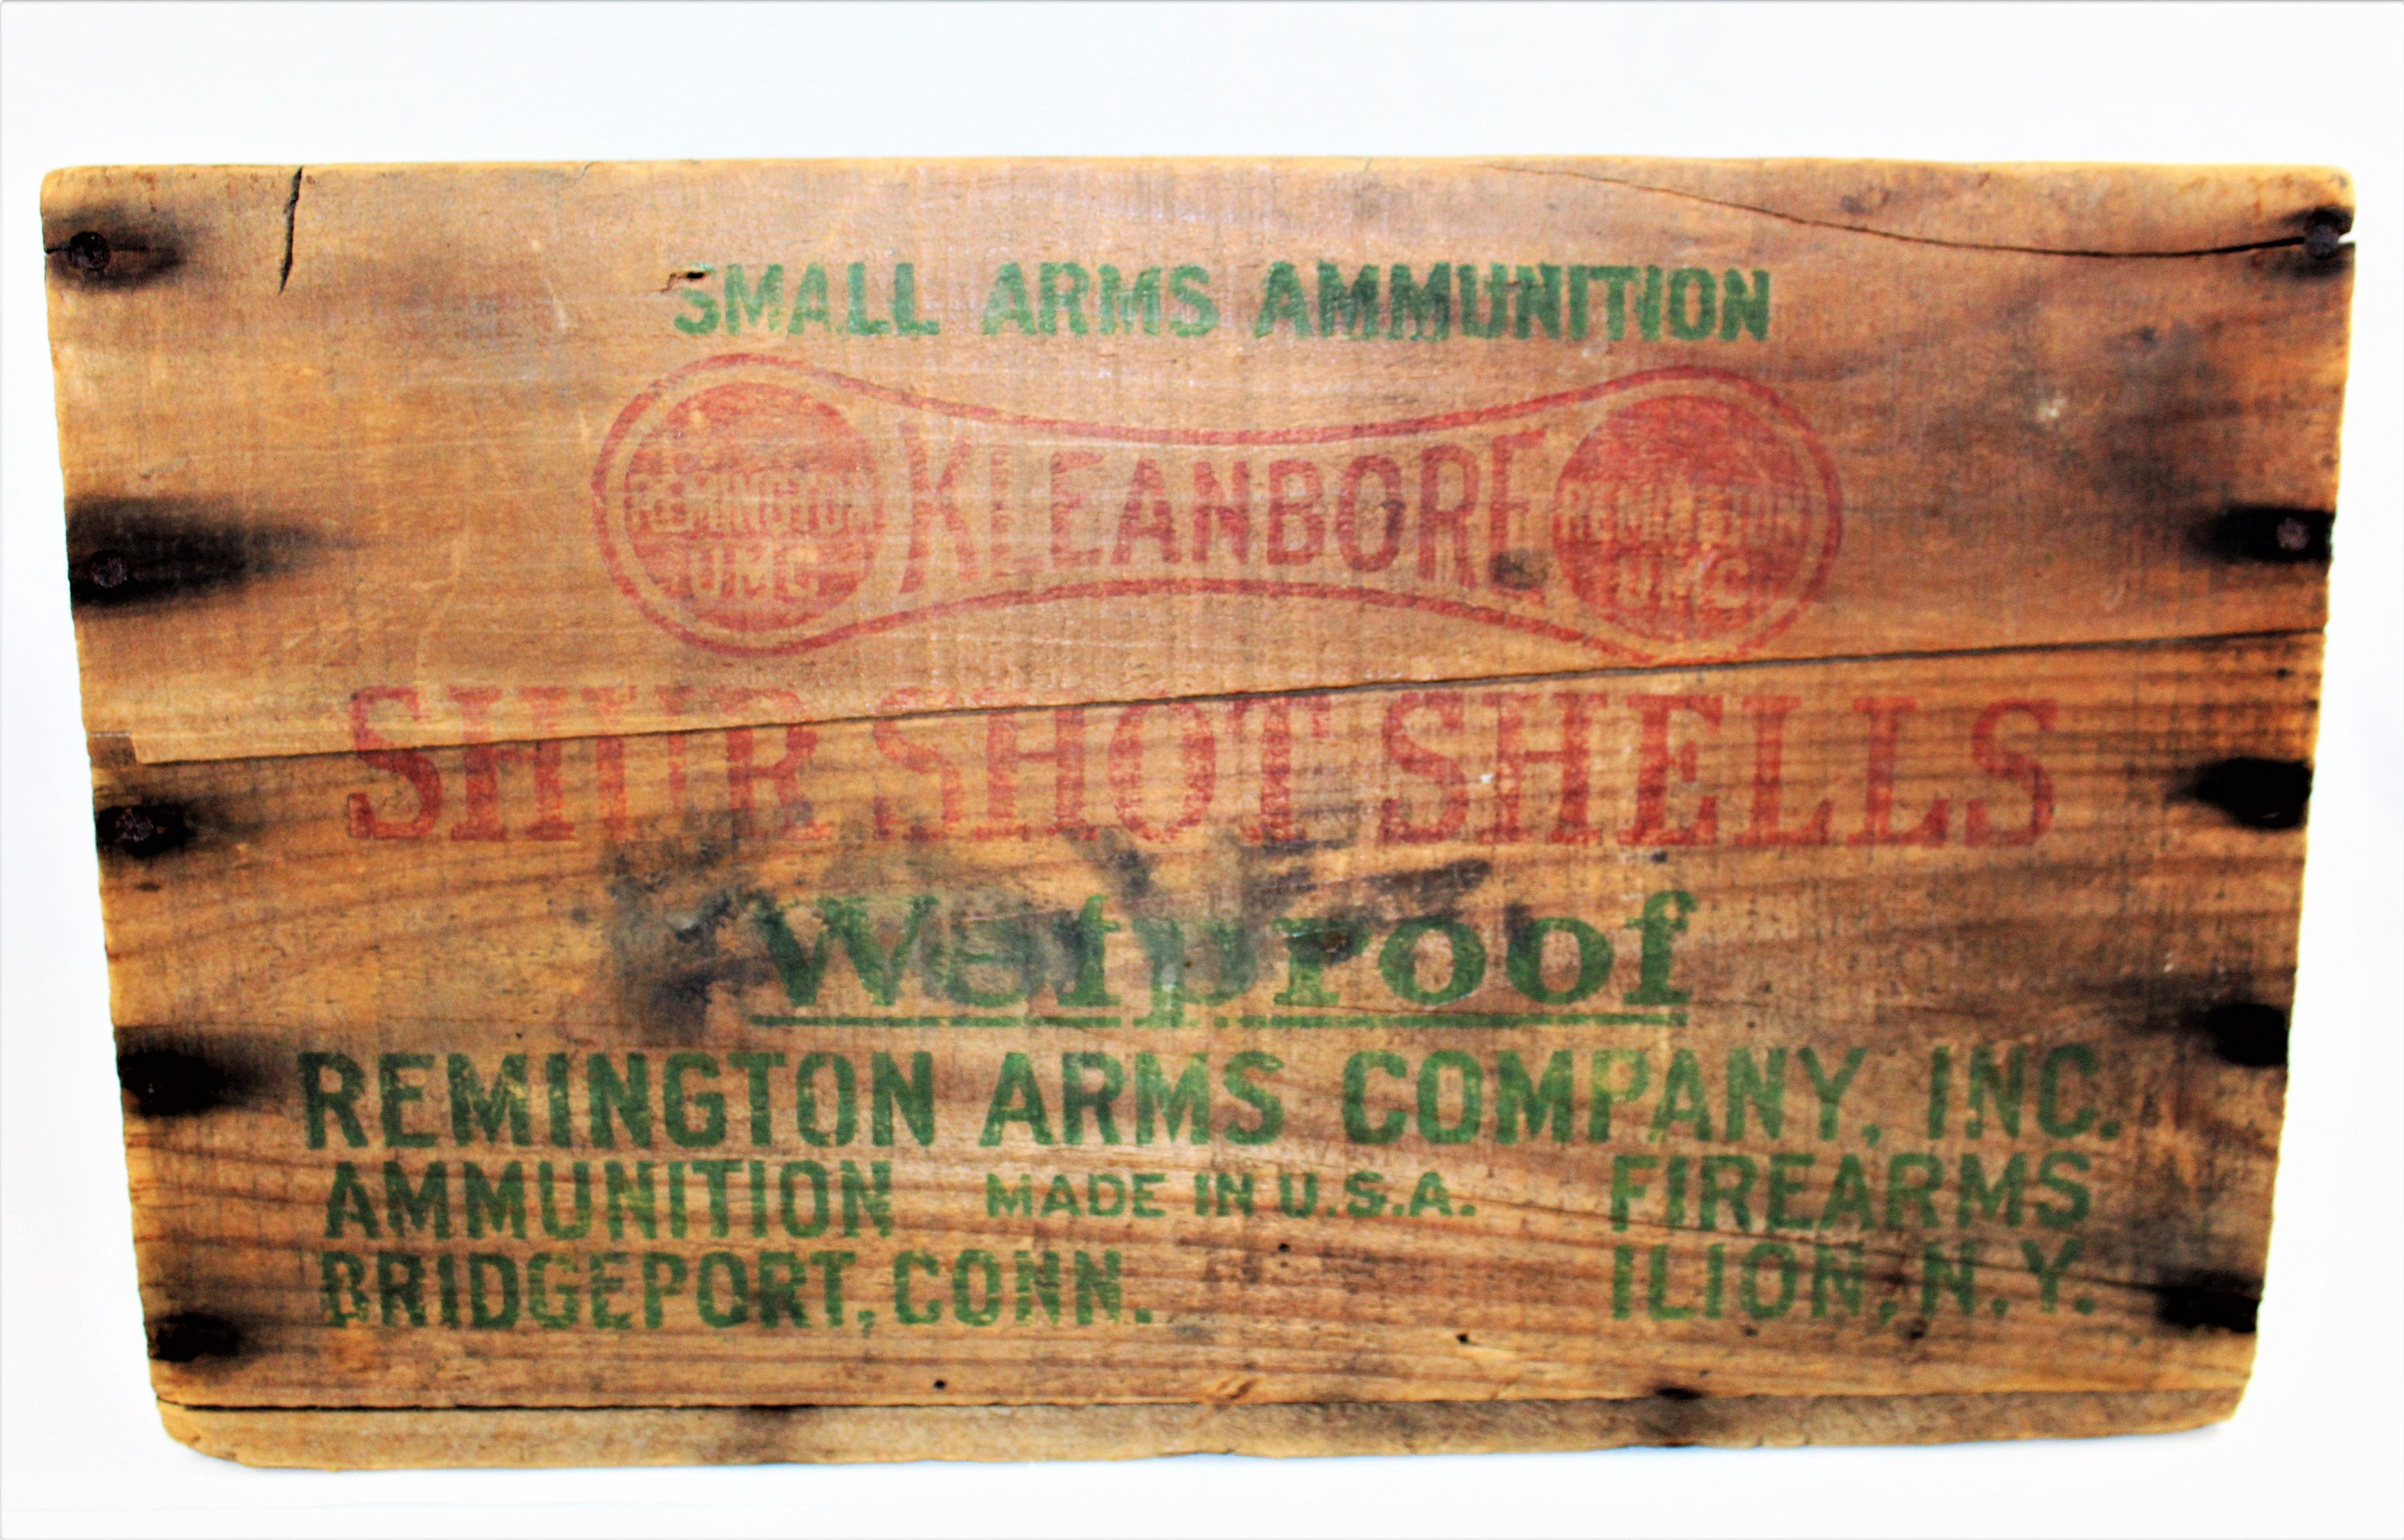 SMALL ARMS AMMUNITION
REMINGTON
UMC
KLEANBORE
REMINGTON
UMC
SHUR SHOT SHELLS
Wetproof
REMINGTON ARMS COMPANY, INC.
AMMUNITION MADE IN U.S.A. FIREARMS
BRIDGEPORT, CONN. ILION, N.Y.